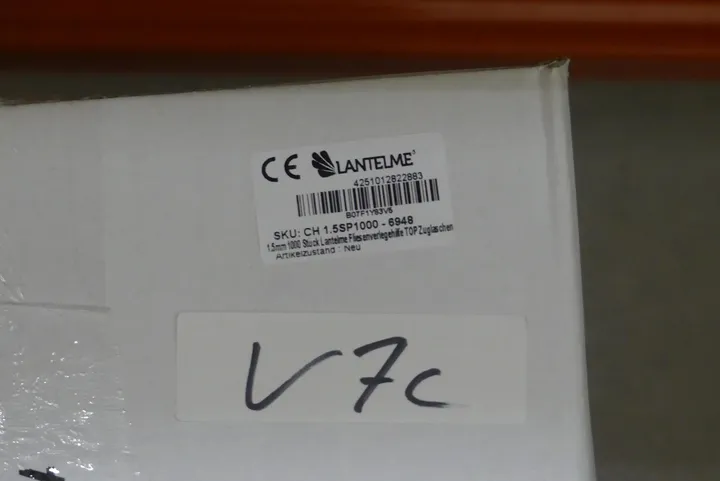 CE LANTELME®
4251012822883
B0TF1Y83V5
SKU: CH 1.5SP1000 - 6948
1.5mm 1000 Stück Lantelme Fliesenverlegehilfe TOP Zuglaschen
Artikelzustand : Neu
V7c